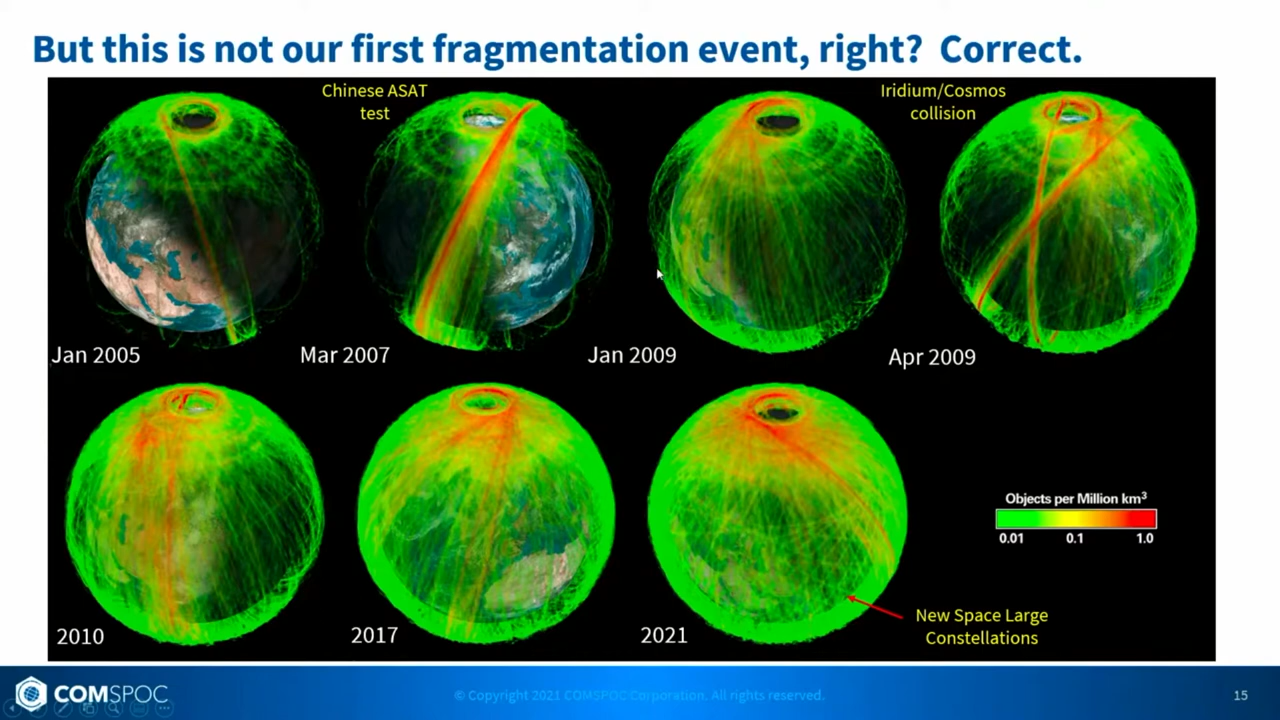 But this is not our first fragmentation event, right? Correct.
Chinese ASAT
test
Iridium/Cosmos
collision
Jan 2005
Mar 2007
Jan 2009
Apr 2009
2010
2017
2021
Objects per Million km³
0.01 0.1 1.0
New Space Large
Constellations
COMSPOC
© Copyright 2021 COMSPOC Corporation. All rights reserved.
15